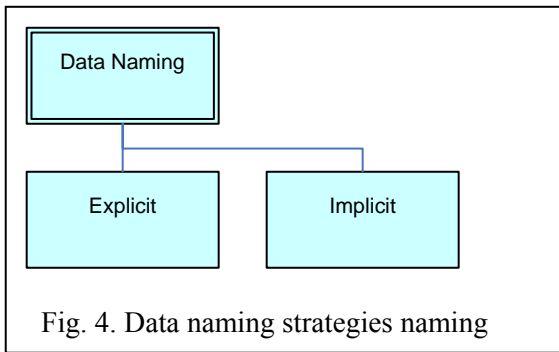 Data Naming
Explicit
Implicit
Fig. 4. Data naming strategies naming